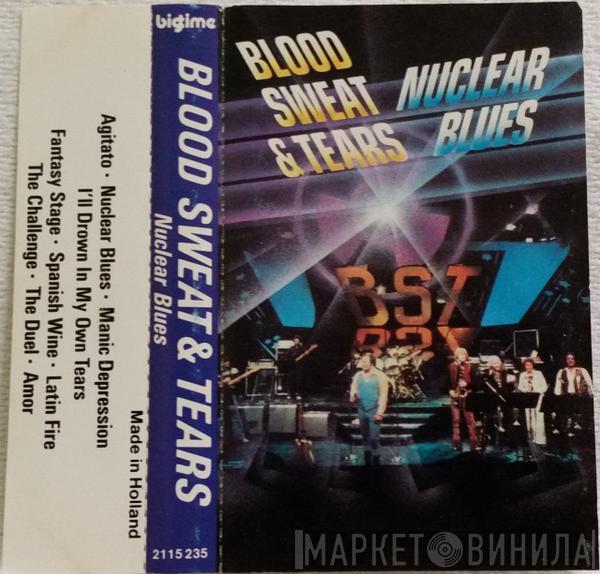 Agitato · Nuclear Blues · Manic Depression
I'll Drown In My Own Tears
Fantasy Stage · Spanish Wine · Latin Fire
The Challenge · The Duel · Amor
Made in Holland
bigtime
BLOOD SWEAT & TEARS
Nuclear Blues
2115 235
BLOOD
SWEAT
& TEARS
NUCLEAR
BLUES
BST
МАРКЕТ ВИНИЛА